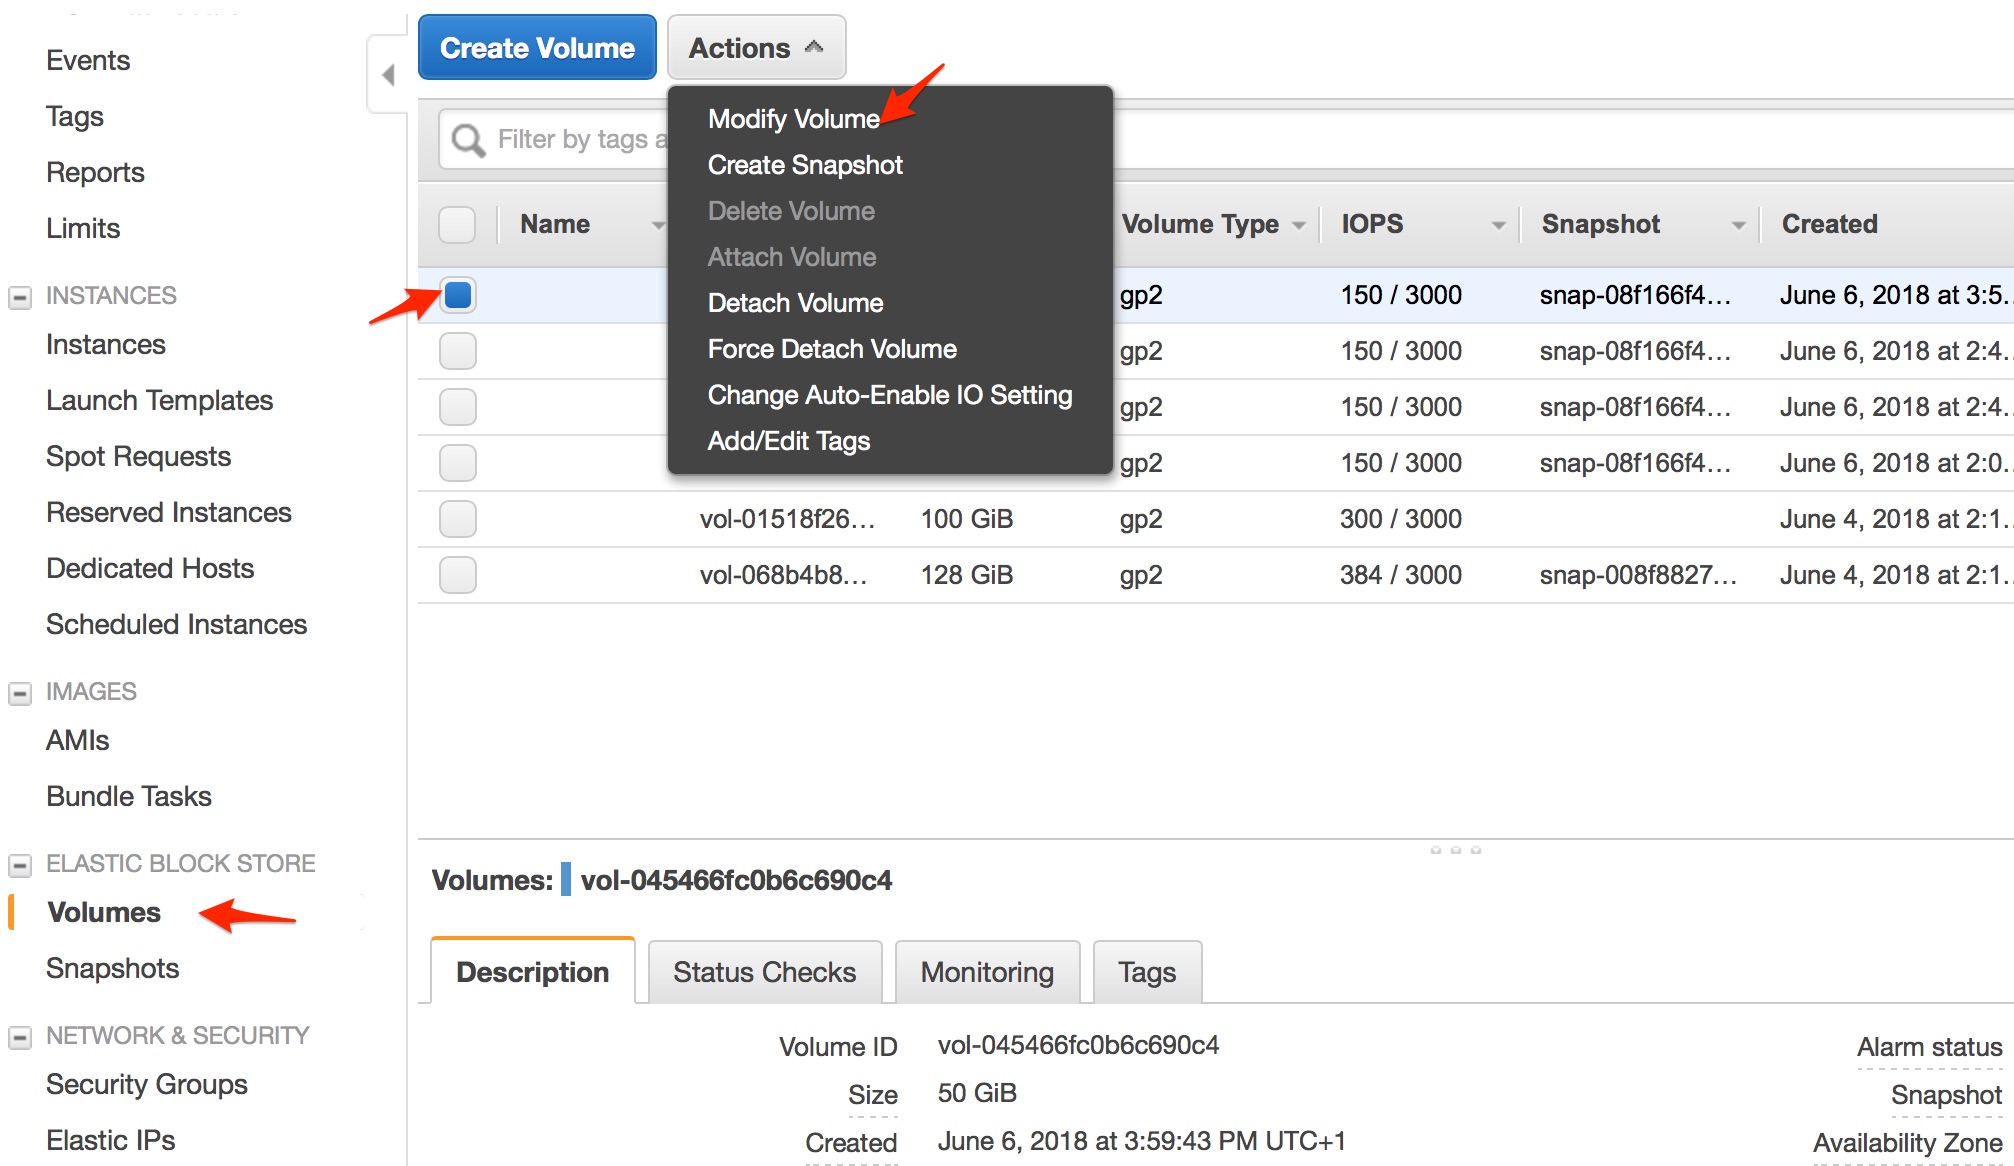 Events
Tags
Reports
Limits
INSTANCES
Instances
Launch Templates
Spot Requests
Reserved Instances
Dedicated Hosts
Scheduled Instances
IMAGES
AMIs
Bundle Tasks
ELASTIC BLOCK STORE
Volumes
Snapshots
NETWORK & SECURITY
Security Groups
Elastic IPs
Create Volume Actions
Filter by tags a
Modify Volume
Create Snapshot
Delete Volume
Attach Volume
Detach Volume
Force Detach Volume
Change Auto-Enable IO Setting
Add/Edit Tags
Name Volume Type IOPS Snapshot Created
gp2 150 / 3000 snap-08f166f4... June 6, 2018 at 3:5..
gp2 150 / 3000 snap-08f166f4... June 6, 2018 at 2:4..
gp2 150 / 3000 snap-08f166f4... June 6, 2018 at 2:4..
gp2 150 / 3000 snap-08f166f4... June 6, 2018 at 2:0..
vol-01518f26... 100 GiB gp2 300 / 3000 June 4, 2018 at 2:1..
vol-068b4b8... 128 GiB gp2 384 / 3000 snap-008f8827... June 4, 2018 at 2:1..
Volumes: vol-045466fc0b6c690c4
Description Status Checks Monitoring Tags
Volume ID vol-045466fc0b6c690c4 Alarm status
Size 50 GiB Snapshot
Created June 6, 2018 at 3:59:43 PM UTC+1 Availability Zone